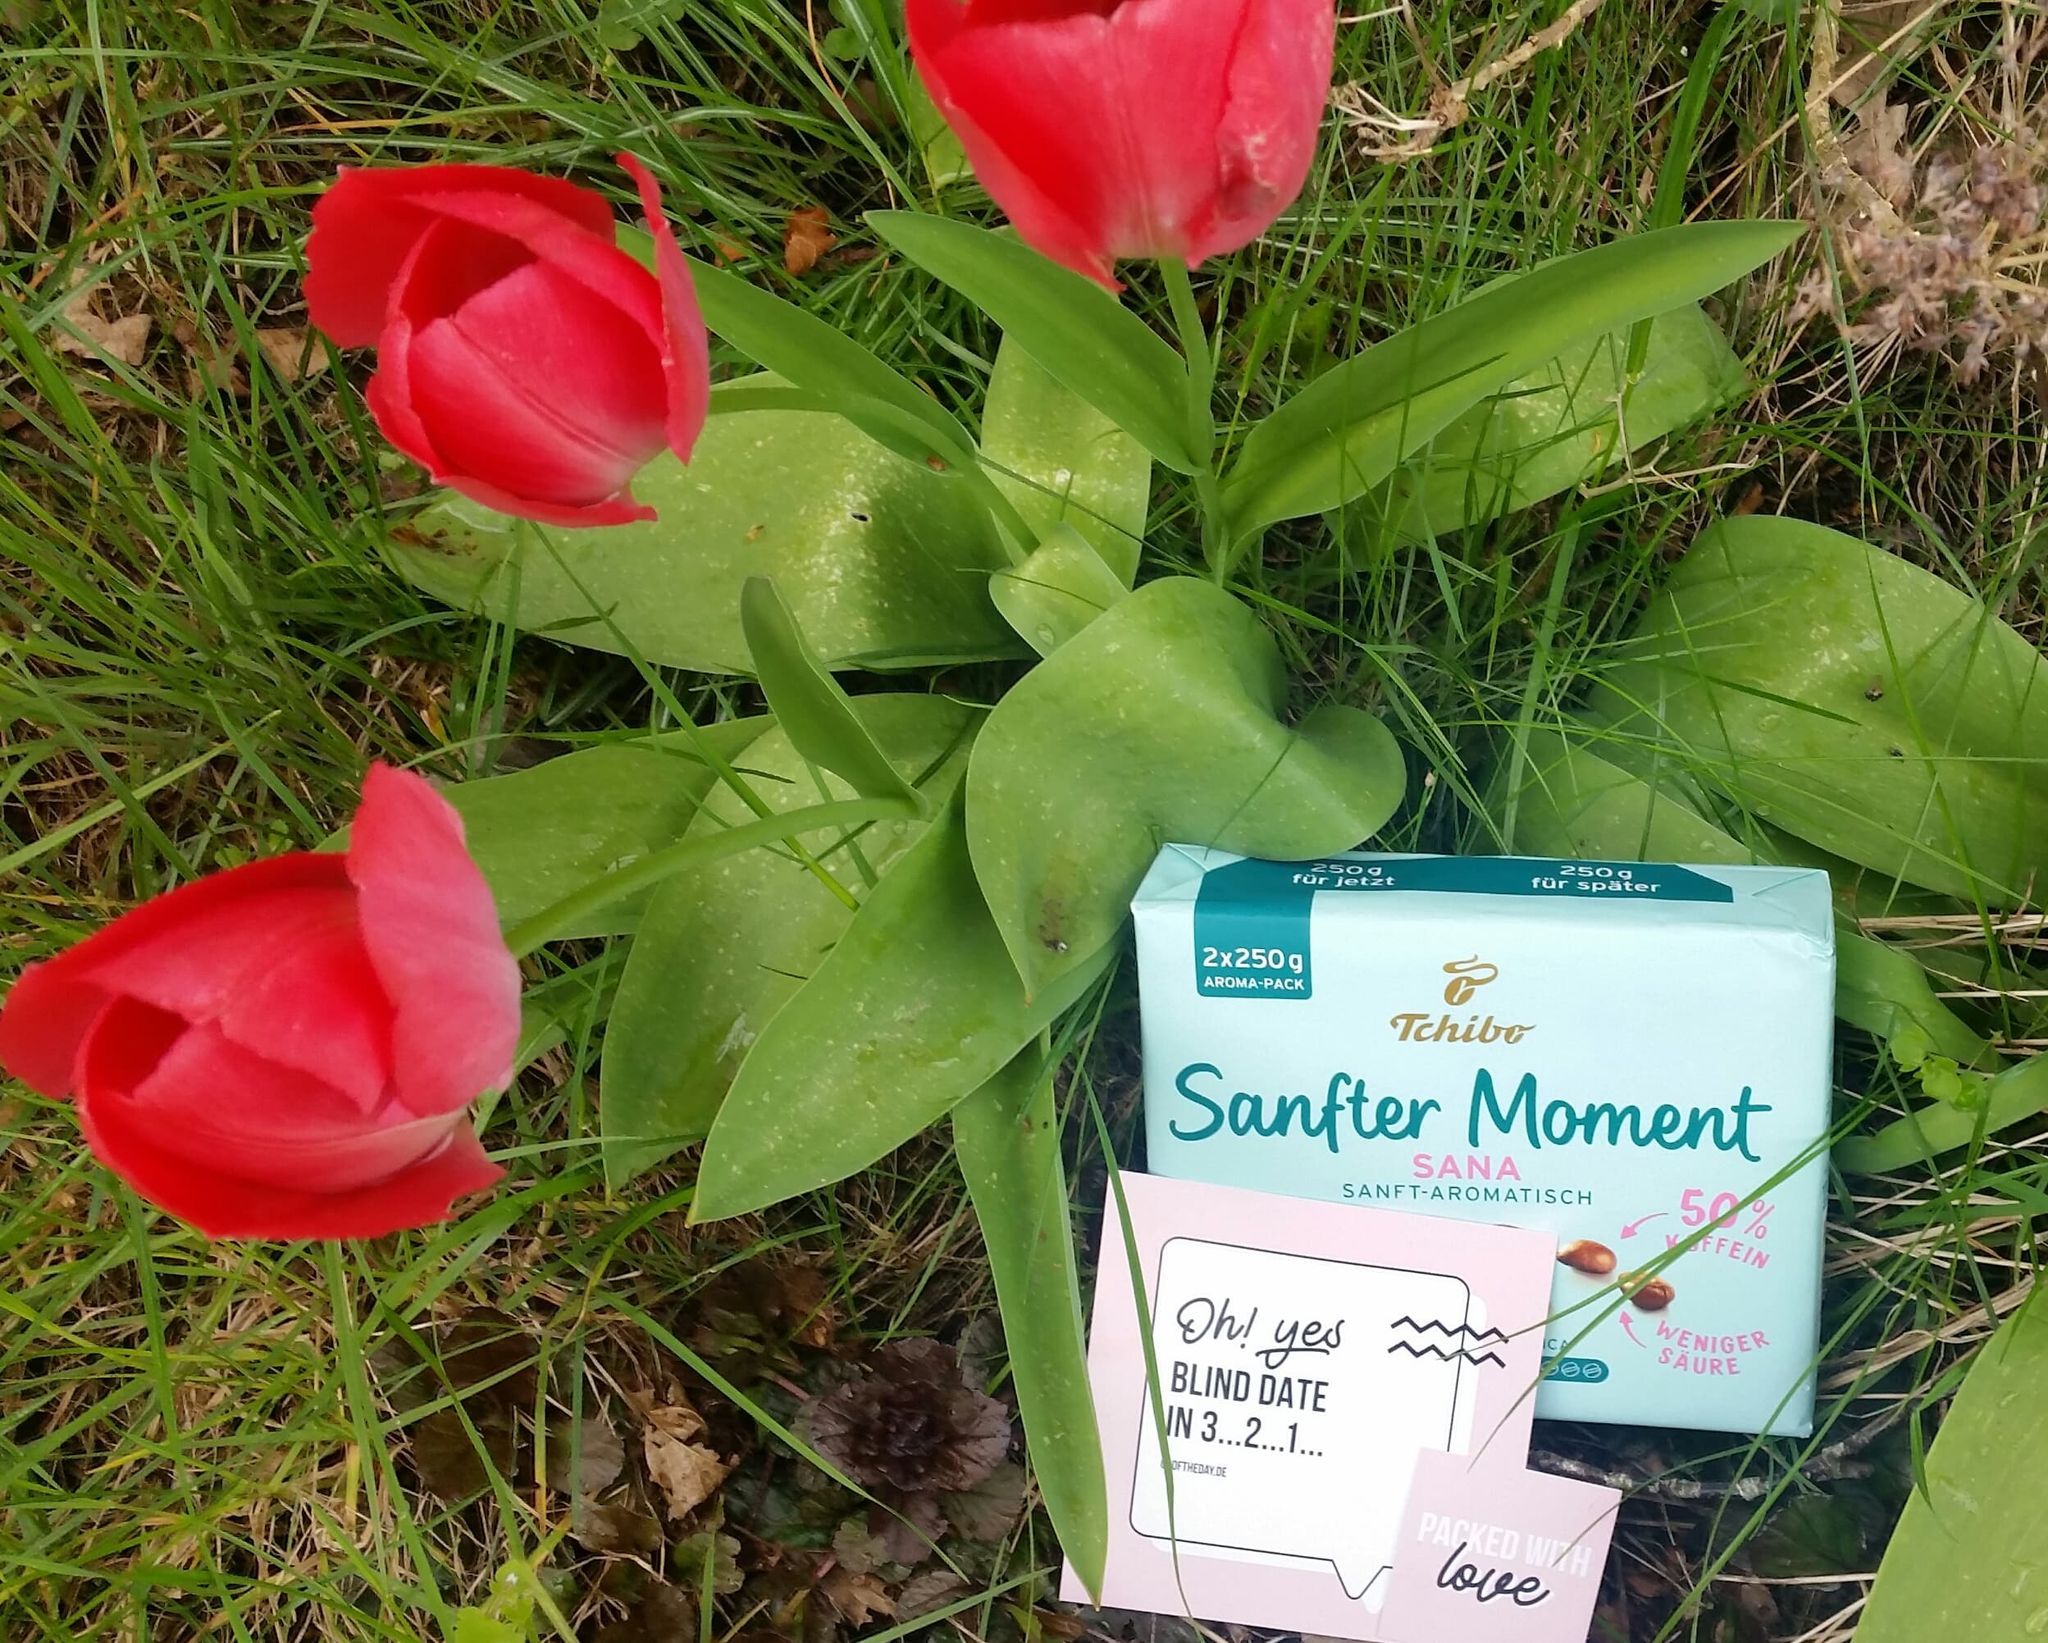 250g
für jetzt
250g
für später
2x250g
AROMA-PACK
Tchibo
Sanfter Moment
SANA
SANFT-AROMATISCH
50%
KOFFEIN
WENIGER
SÄURE
Oh! yes
BLIND DATE
IN 3...2...1...
PACKED WITH
love